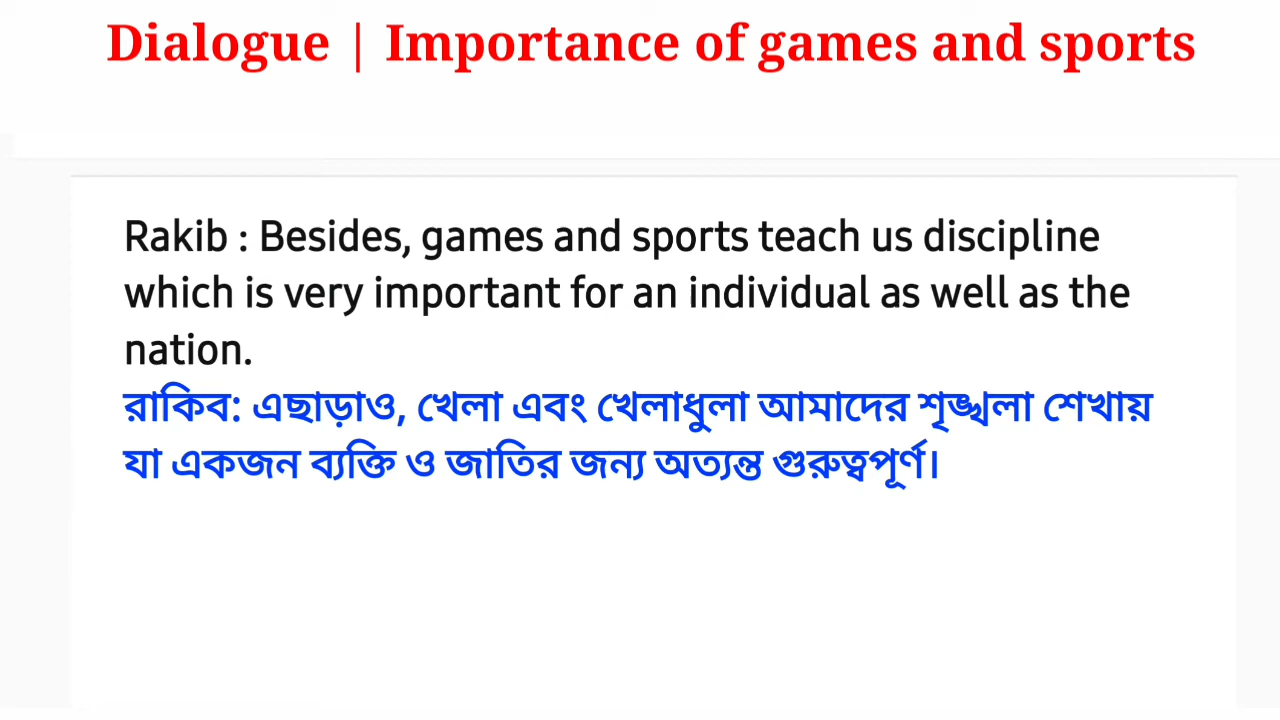 Dialogue | Importance of games and sports
Rakib : Besides, games and sports teach us discipline
which is very important for an individual as well as the
nation.
রাকিব: এছাড়াও, খেলা এবং খেলাধুলা আমাদের শৃঙ্খলা শেখায়
যা একজন ব্যক্তি ও জাতির জন্য অত্যন্ত গুরুত্বপূর্ণ।